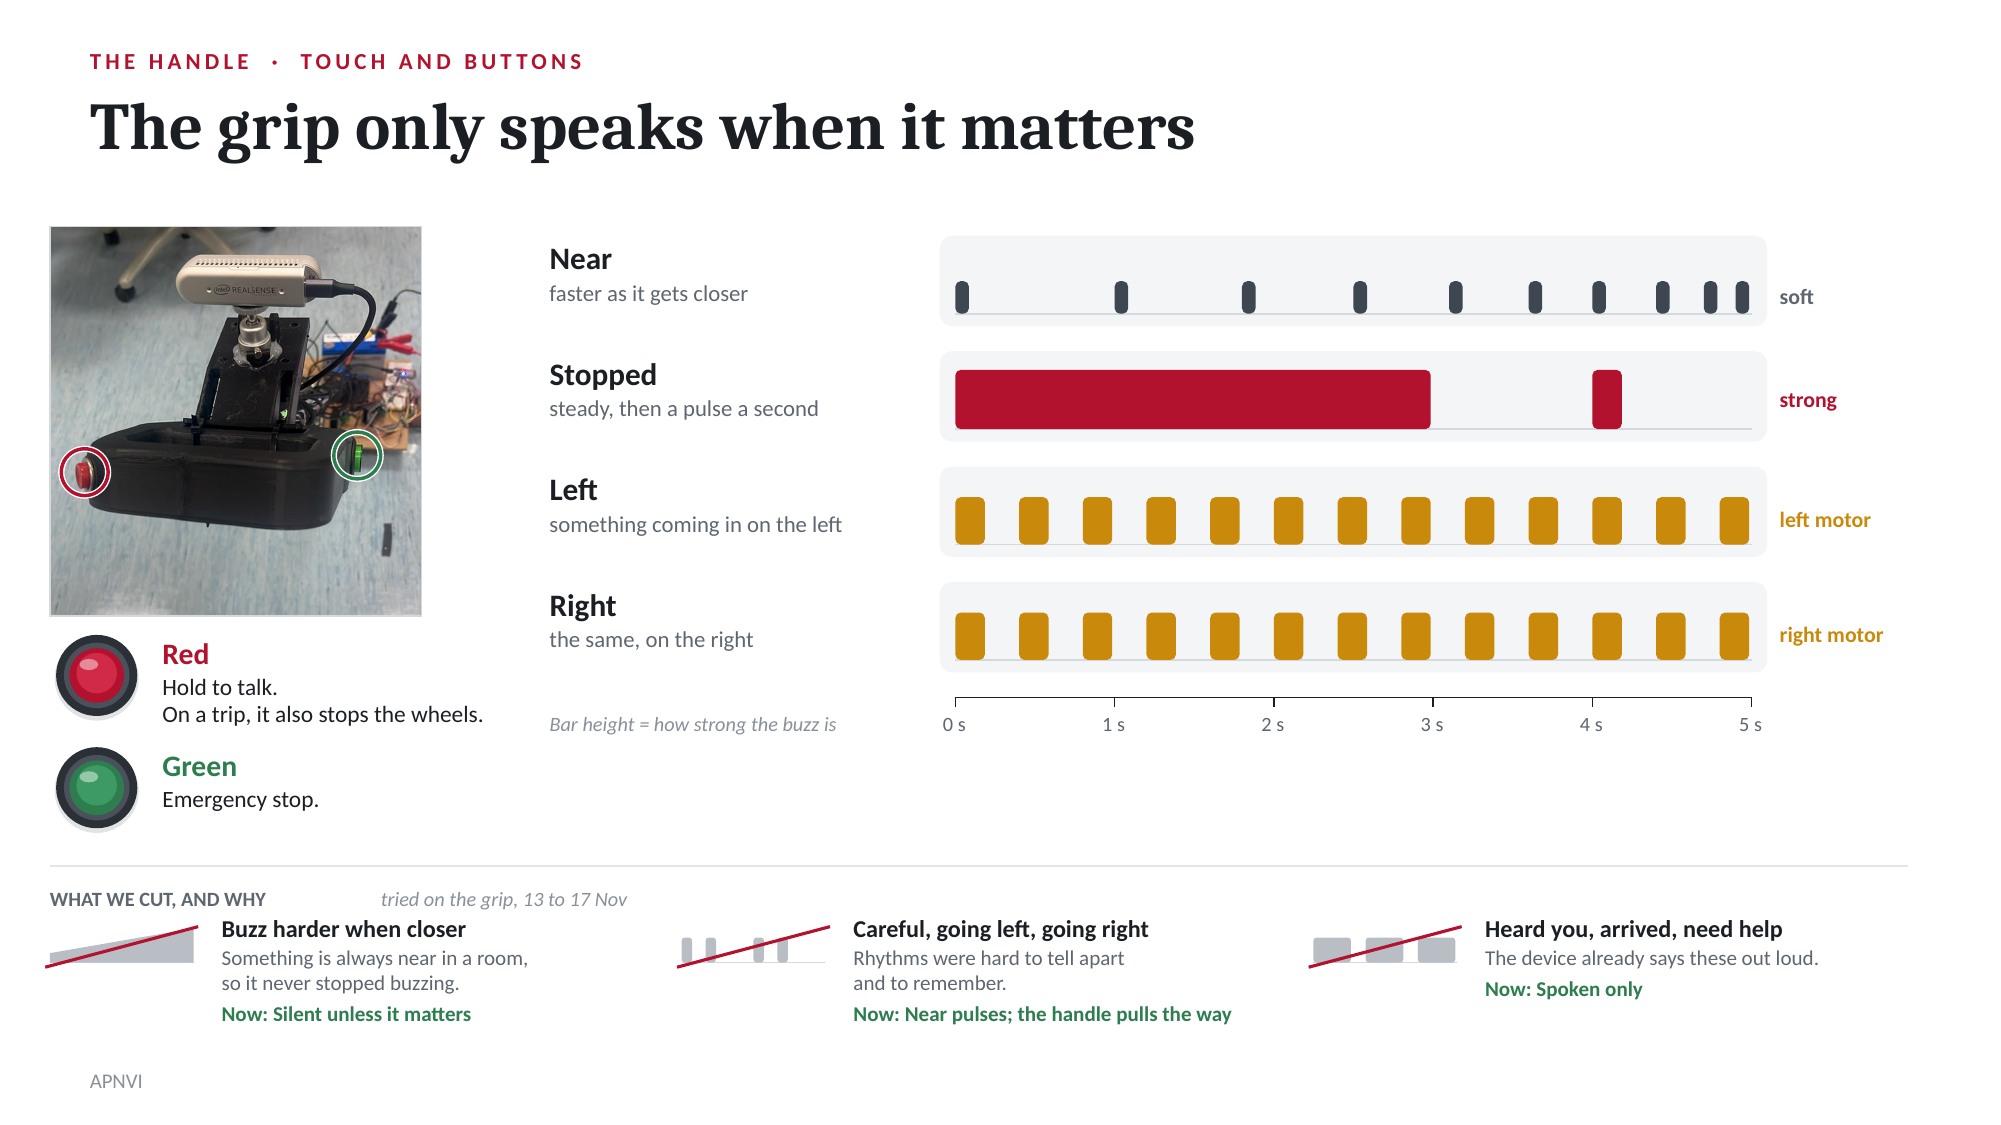 THE HANDLE · TOUCH AND BUTTONS
The grip only speaks when it matters
intel REALSENSE
Near
faster as it gets closer
soft
Stopped
steady, then a pulse a second
strong
Left
something coming in on the left
left motor
Right
the same, on the right
right motor
Bar height = how strong the buzz is
0 s 1 s 2 s 3 s 4 s 5 s
Red
Hold to talk.
On a trip, it also stops the wheels.
Green
Emergency stop.
WHAT WE CUT, AND WHY
tried on the grip, 13 to 17 Nov
Buzz harder when closer
Something is always near in a room,
so it never stopped buzzing.
Now: Silent unless it matters
Careful, going left, going right
Rhythms were hard to tell apart
and to remember.
Now: Near pulses; the handle pulls the way
Heard you, arrived, need help
The device already says these out loud.
Now: Spoken only
APNVI